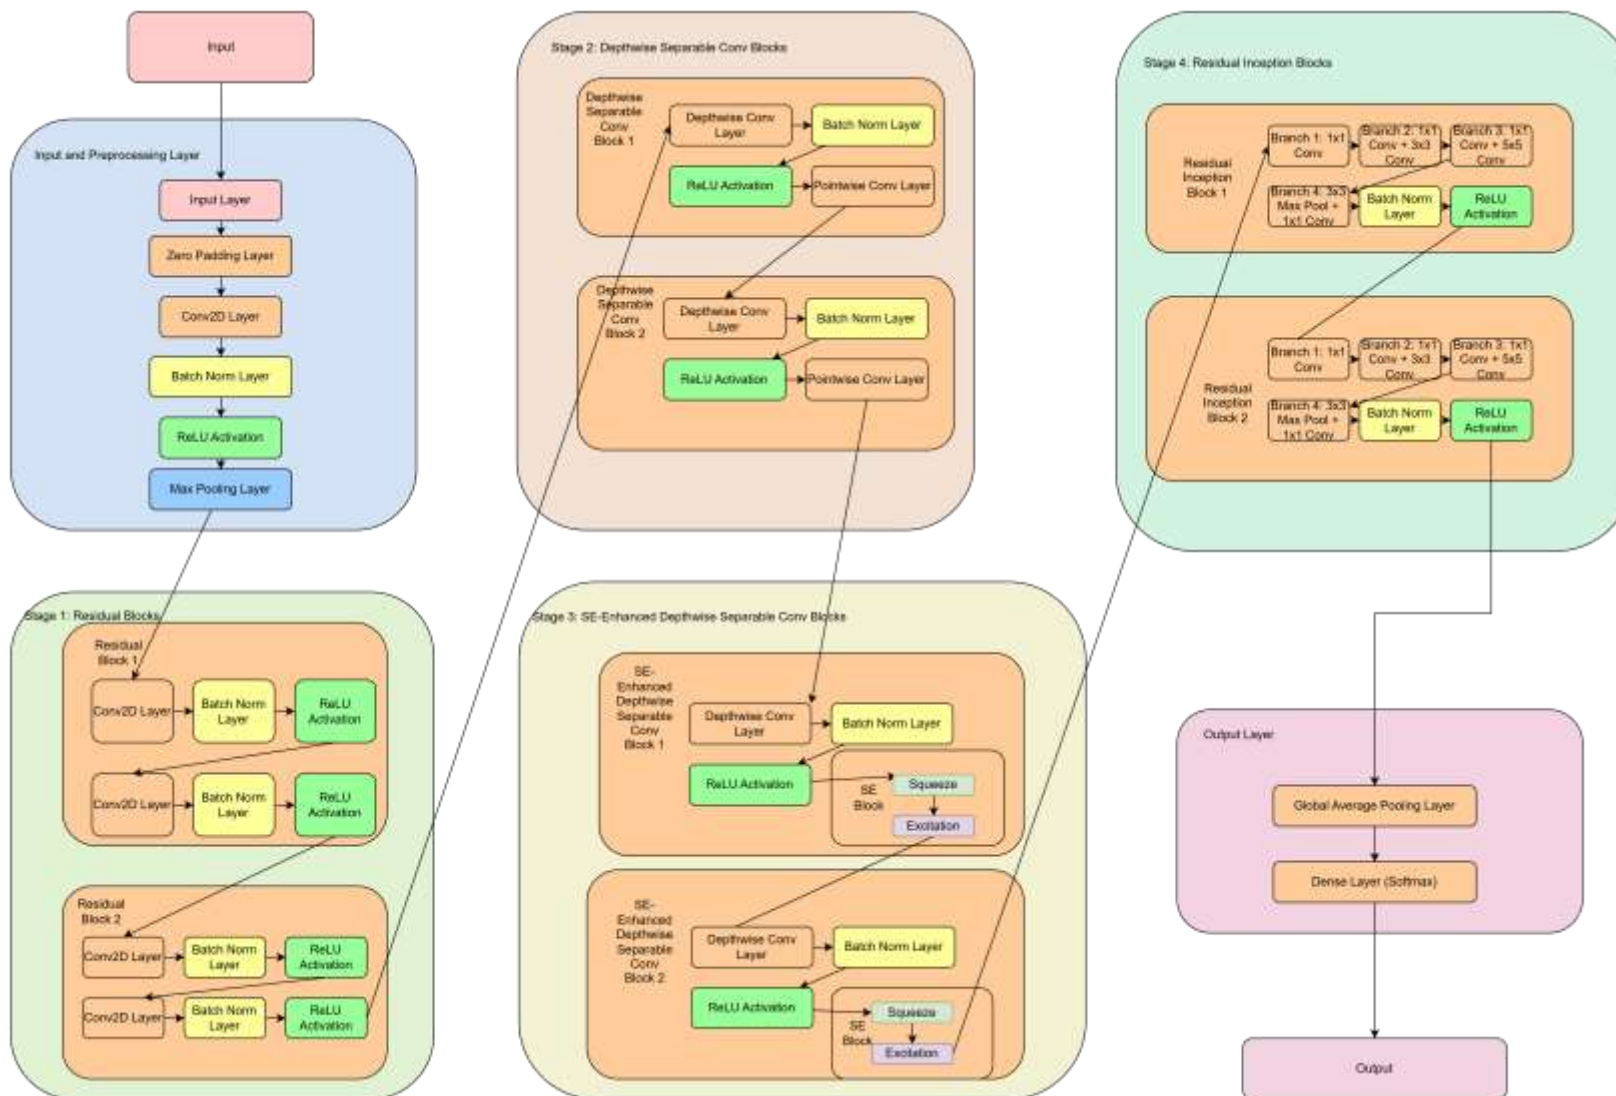 Input
Input and Preprocessing Layer
Input Layer
Zero Padding Layer
Conv2D Layer
Batch Norm Layer
ReLU Activation
Max Pooling Layer
Stage 1: Residual Blocks
Residual
Block 1
Conv2D Layer
Batch Norm
Layer
ReLU
Activation
Conv2D Layer
Batch Norm
Layer
ReLU
Activation
Residual
Block 2
Conv2D Layer
Batch Norm
Layer
ReLU
Activation
Conv2D Layer
Batch Norm
Layer
ReLU
Activation
Stage 2: Depthwise Separable Conv Blocks
Depthwise
Separable
Conv
Block 1
Depthwise Conv
Layer
Batch Norm Layer
ReLU Activation
Pointwise Conv Layer
Depthwise
Separable
Conv
Block 2
Depthwise Conv
Layer
Batch Norm Layer
ReLU Activation
Pointwise Conv Layer
Stage 3: SE-Enhanced Depthwise Separable Conv Blocks
SE-
Enhanced
Depthwise
Separable
Conv
Block 1
Depthwise Conv
Layer
Batch Norm Layer
ReLU Activation
SE
Block
Squeeze
Excitation
SE-
Enhanced
Depthwise
Separable
Conv
Block 2
Depthwise Conv
Layer
Batch Norm Layer
ReLU Activation
SE
Block
Squeeze
Excitation
Stage 4: Residual Inception Blocks
Residual
Inception
Block 1
Branch 1: 1x1
Conv
Branch 2: 1x1
Conv + 3x3
Conv
Branch 3: 1x1
Conv + 5x5
Conv
Branch 4: 3x3
Max Pool +
1x1 Conv
Batch Norm
Layer
ReLU
Activation
Residual
Inception
Block 2
Branch 1: 1x1
Conv
Branch 2: 1x1
Conv + 3x3
Conv
Branch 3: 1x1
Conv + 5x5
Conv
Branch 4: 3x3
Max Pool +
1x1 Conv
Batch Norm
Layer
ReLU
Activation
Output Layer
Global Average Pooling Layer
Dense Layer (Softmax)
Output